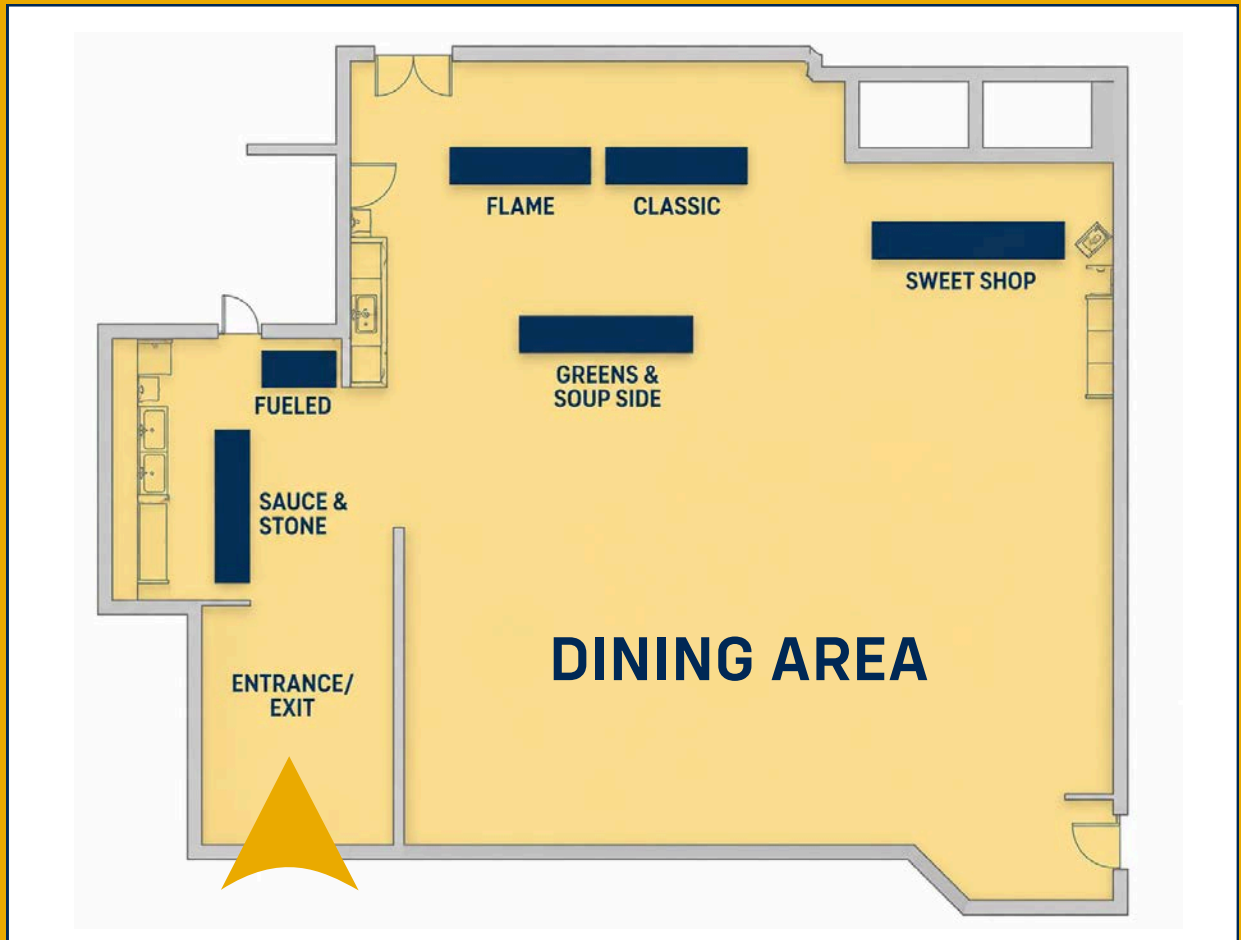 FLAME
CLASSIC
SWEET SHOP
GREENS &
SOUP SIDE
FUELED
SAUCE &
STONE
DINING AREA
ENTRANCE/
EXIT